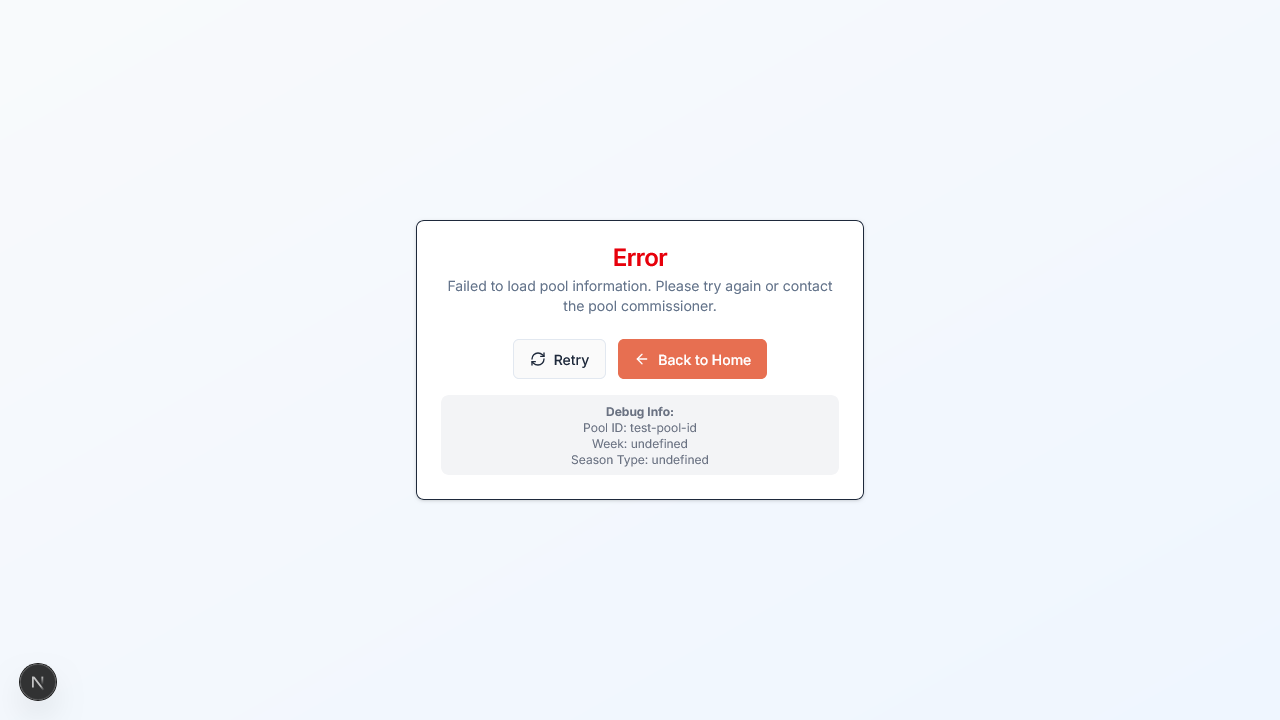 Error
Failed to load pool information. Please try again or contact
the pool commissioner.
Retry
Back to Home
Debug Info:
Pool ID: test-pool-id
Week: undefined
Season Type: undefined
N